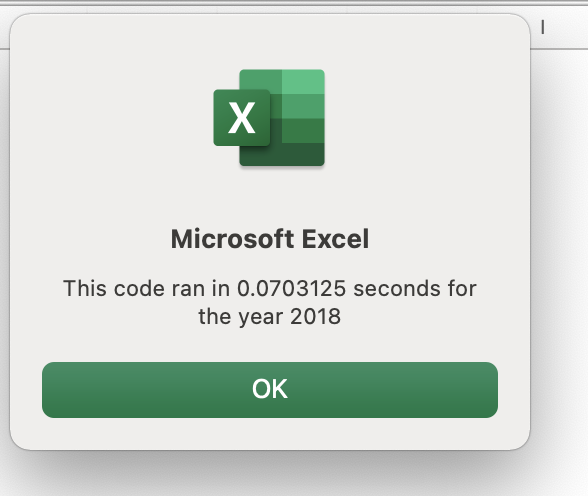 I
X
Microsoft Excel
This code ran in 0.0703125 seconds for
the year 2018
OK